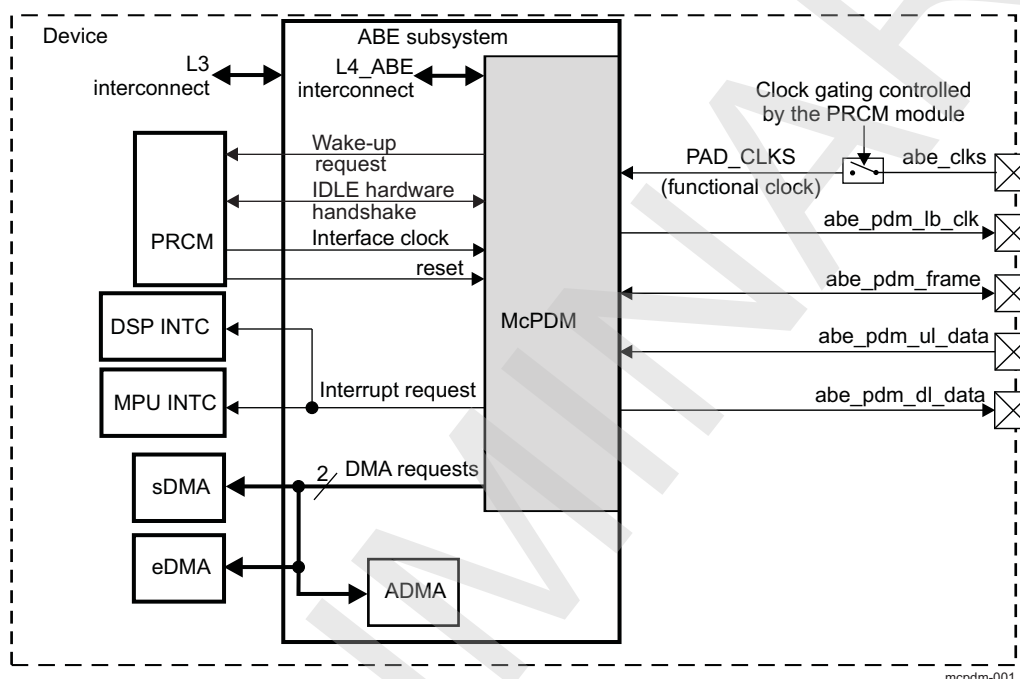 Device
ABE subsystem
L3
interconnect
L4_ABE
interconnect
Clock gating controlled
by the PRCM module
Wake-up
request
PAD_CLKS
abe_clks
(functional clock)
IDLE hardware
handshake
abe_pdm_lb_clk
PRCM
Interface clock
reset
abe_pdm_frame
McPDM
DSP INTC
abe_pdm_ul_data
MPU INTC
Interrupt request
abe_pdm_dl_data
sDMA
2
DMA requests
eDMA
ADMA
mcpdm-001